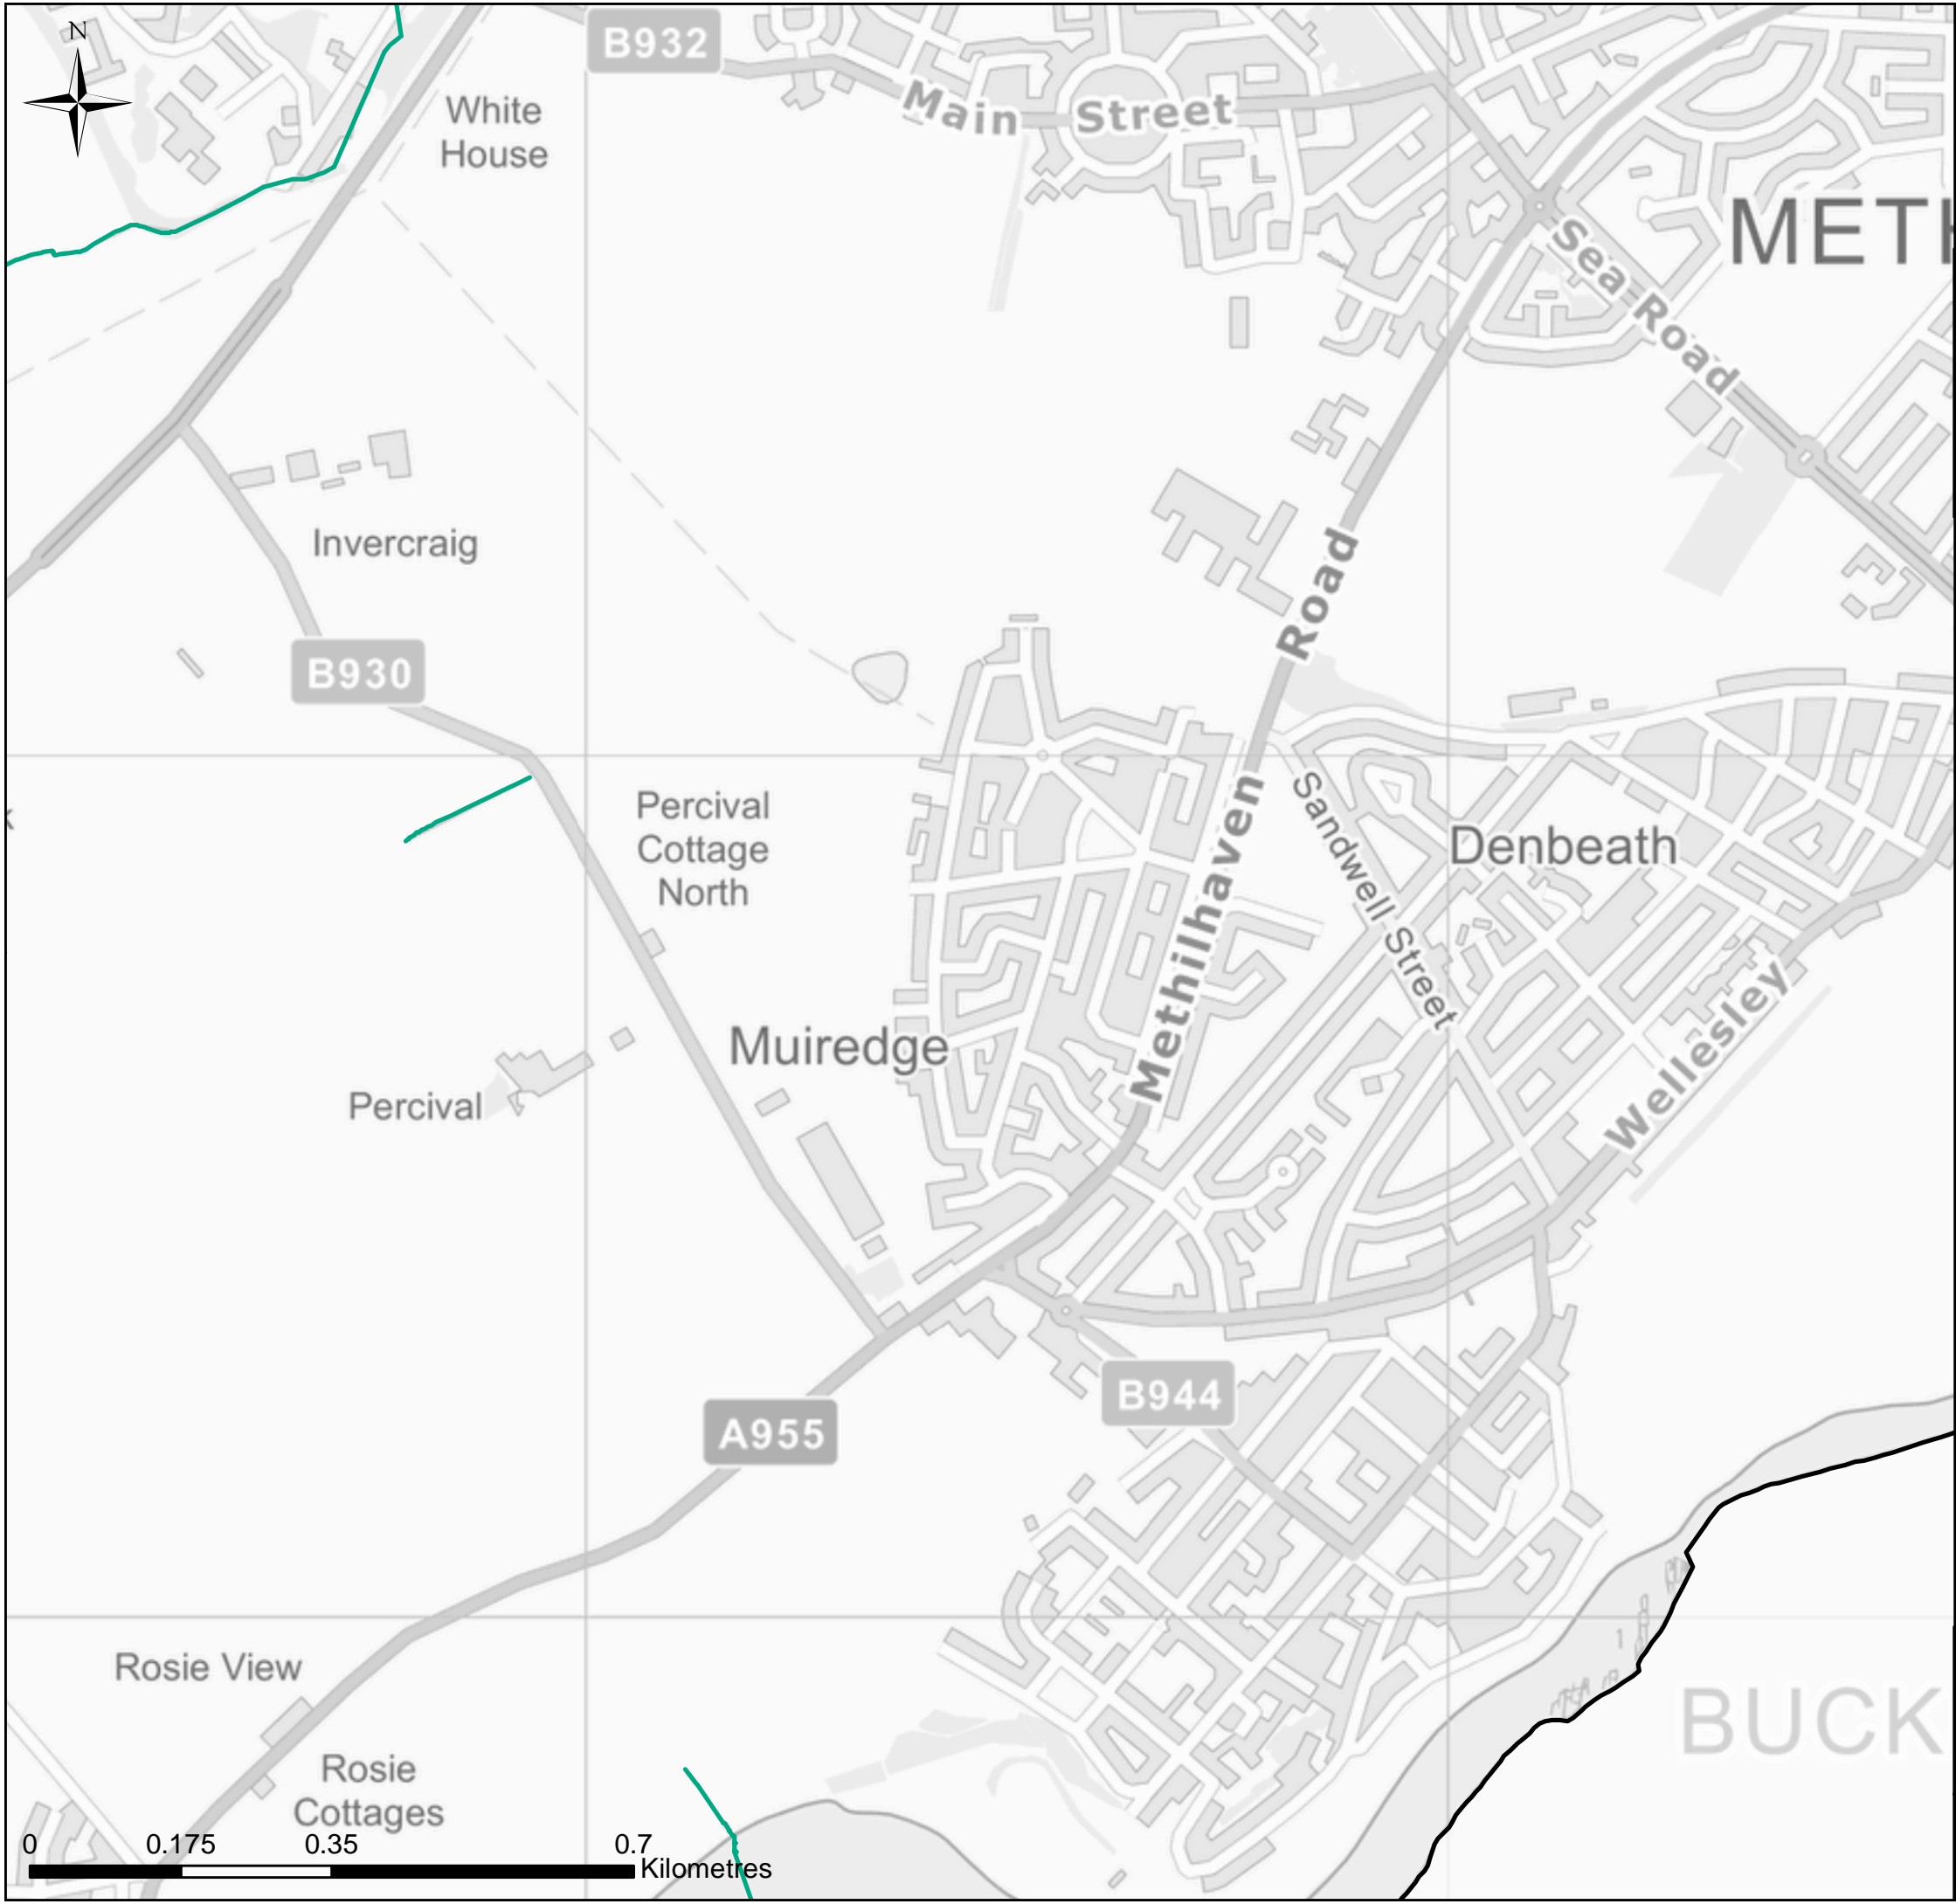 N
B932
White
House
Main Street
METH
Sea Road
Invercraig
Road
B930
Percival
Cottage
North
Sandwell Street
Denbeath
Methilhaven
Muiredge
Wellesley
Percival
B944
A955
Rosie View
BUCK
Rosie
Cottages
0 0.175 0.35 0.7
Kilometres